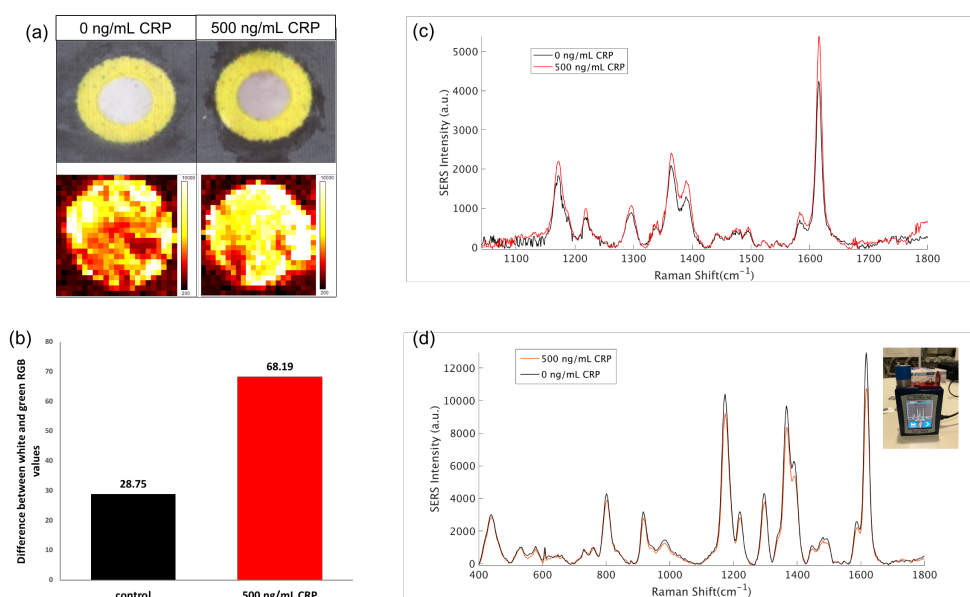 (a)
0 ng/mL CRP
500 ng/mL CRP
10000
200
10000
200
(b)
Difference between white and green RGB
values
80
70
60
50
40
30
20
10
0
28.75
68.19
control
500 ng/mL CRP
(c)
SERS Intensity (a.u.)
5000
4000
3000
2000
1000
0
0 ng/mL CRP
500 ng/mL CRP
1100 1200 1300 1400 1500 1600 1700 1800
Raman Shift(cm⁻¹)
(d)
SERS Intensity (a.u.)
12000
10000
8000
6000
4000
2000
0
500 ng/mL CRP
0 ng/mL CRP
400 600 800 1000 1200 1400 1600 1800
Raman Shift(cm⁻¹)